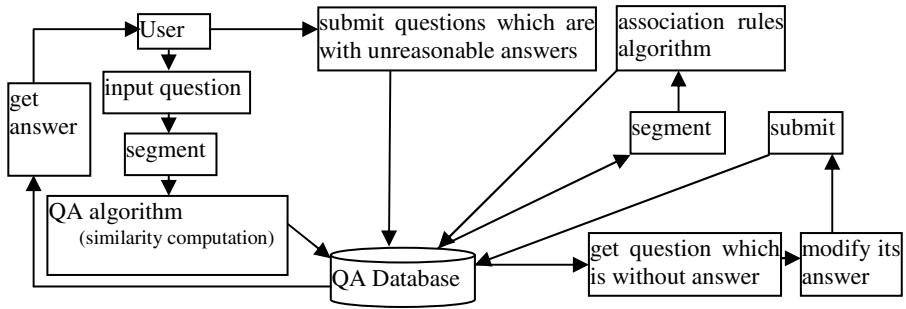 User
submit questions which are
with unreasonable answers
association rules
algorithm
input question
get
answer
segment
segment
submit
QA algorithm
(similarity computation)
QA Database
get question which
is without answer
modify its
answer